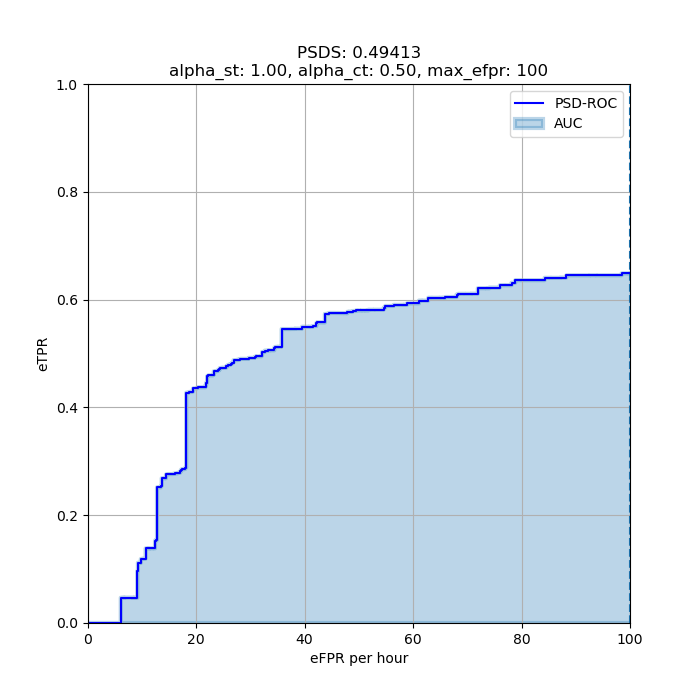 PSDS: 0.49413
alpha_st: 1.00, alpha_ct: 0.50, max_efpr: 100
PSD-ROC
AUC
1.0
0.8
0.6
0.4
0.2
0.0
eTPR
0 20 40 60 80 100
eFPR per hour